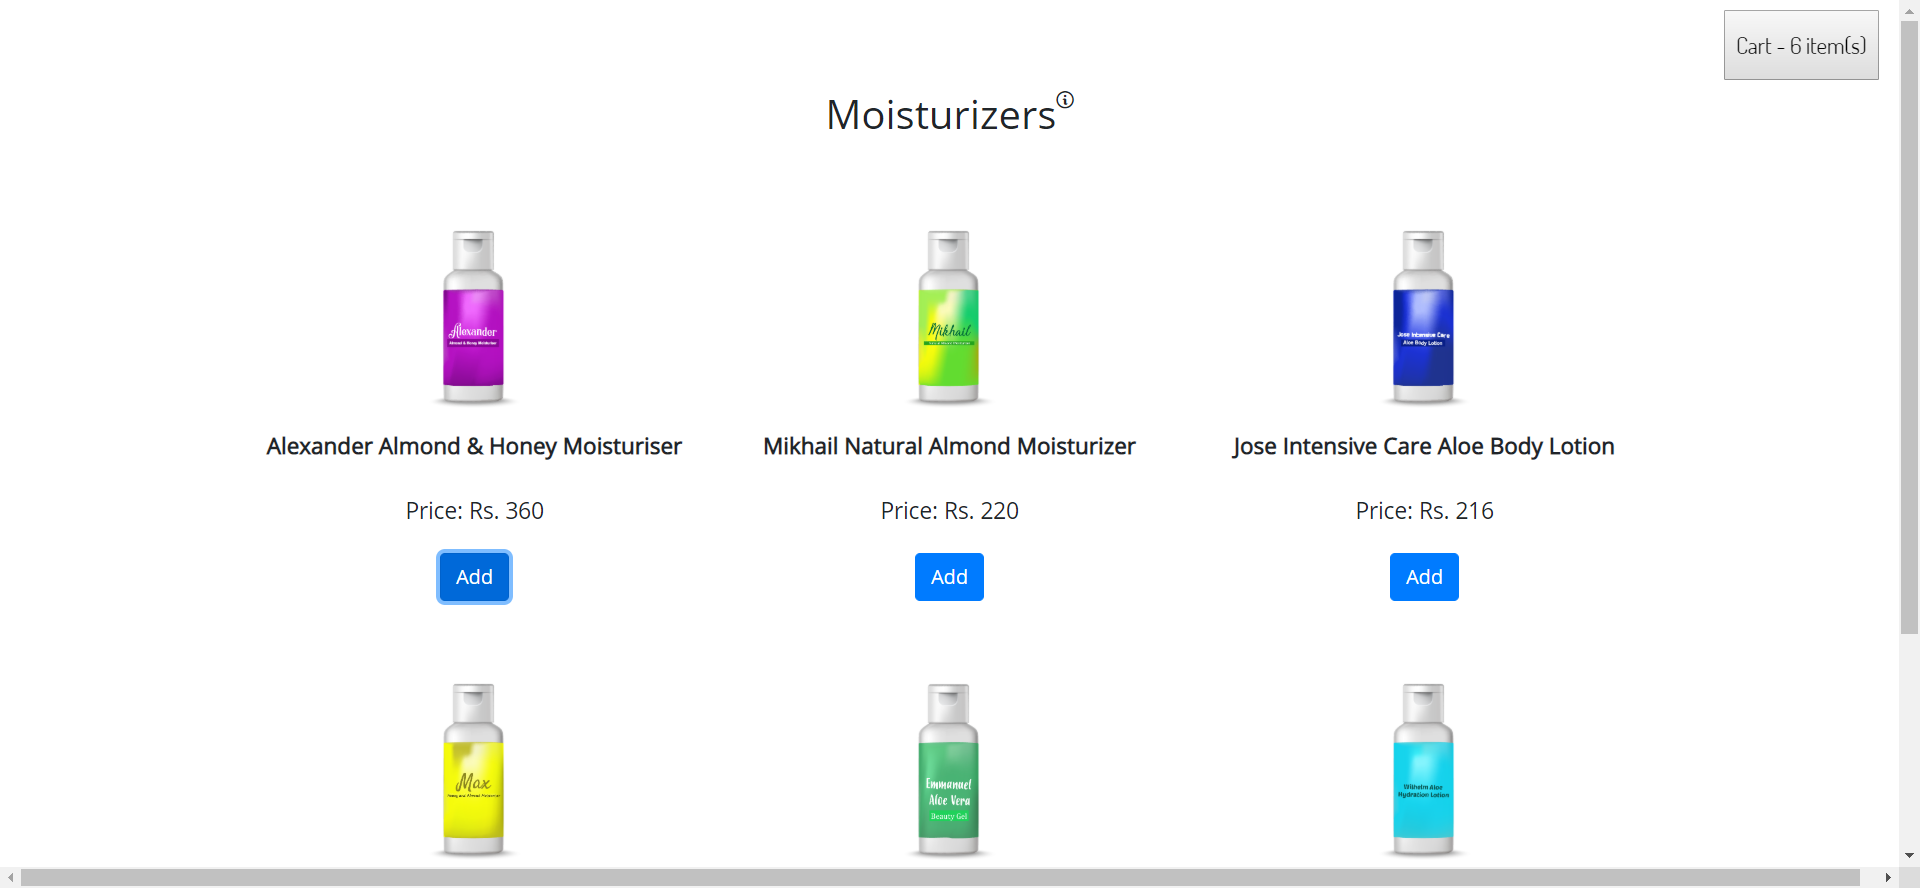 Cart - 6 item(s)
Moisturizers
Alexander
Almond & Honey Moisturiser
Mikhail
Jose Intensive Care
Aloe Body Lotion
Alexander Almond & Honey Moisturiser
Mikhail Natural Almond Moisturizer
Jose Intensive Care Aloe Body Lotion
Price: Rs. 360
Price: Rs. 220
Price: Rs. 216
Add
Add
Add
Max
Honey and Almond Moisturiser
Emmanuel
Aloe Vera
Beauty Gel
Wilhelm Aloe
Hydration Lotion